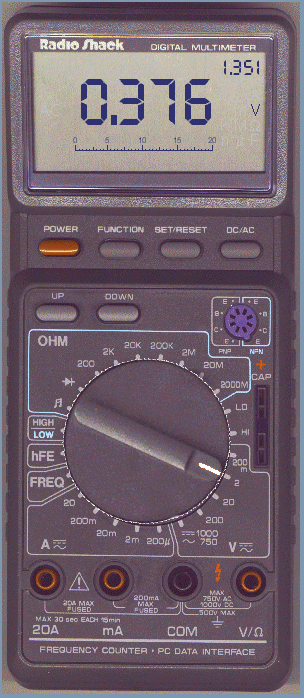 Radio Shack DIGITAL MULTIMETER
1.351
0.376 V
0 5 10 15 20
POWER FUNCTION SET/RESET DC/AC
UP DOWN
E E
B B
C C
E E
PNP NPN
OHM
200 2K 20K 200K 2M 20M 2000M
+
CAP
LO
HI
HIGH
LOW
hFE
FREQ
200m
2
20
200
1000
750
V
20
200m
20m
2m
200µ
A
20A MAX
FUSED
200mA
MAX
FUSED
MAX
750V AC
1000V DC
500V MAX
MAX 30 sec EACH 15min
20A mA COM V/Ω
FREQUENCY COUNTER • PC DATA INTERFACE